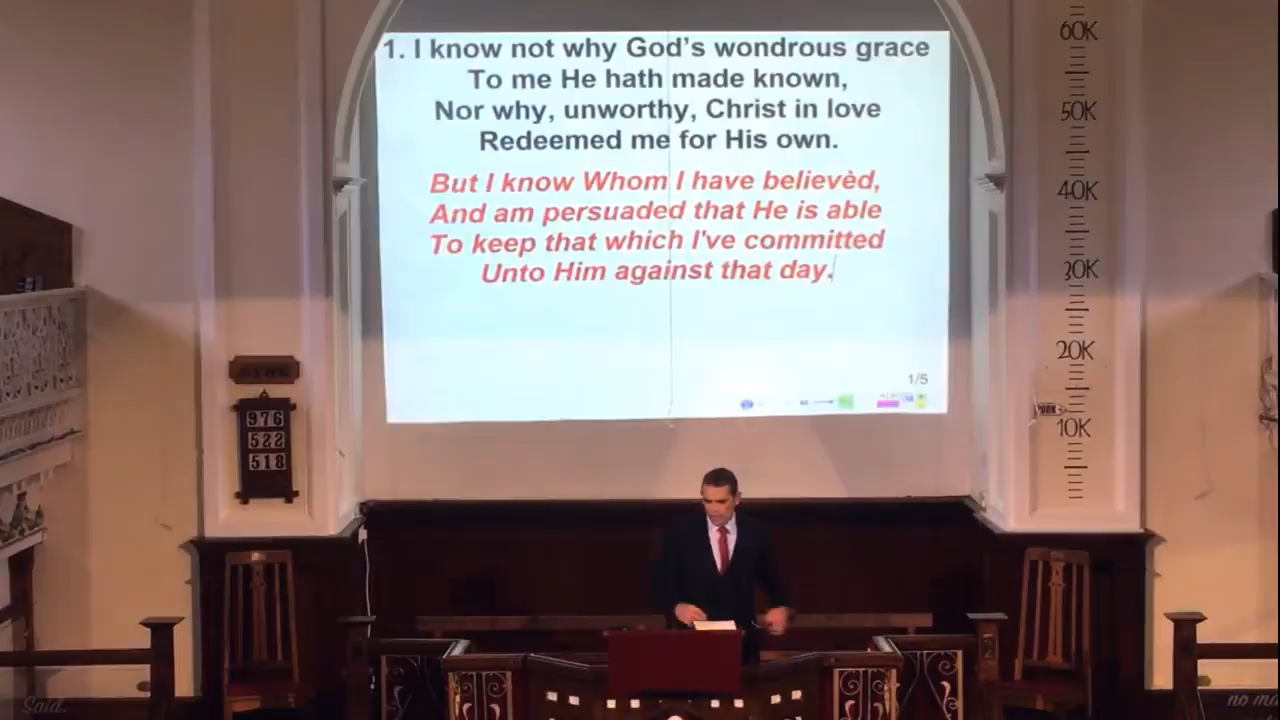 1. I know not why God's wondrous grace
To me He hath made known,
Nor why, unworthy, Christ in love
Redeemed me for His own.
But I know Whom I have believèd,
And am persuaded that He is able
To keep that which I've committed
Unto Him against that day.
1/5
976
522
518
60K
50K
40K
30K
20K
10K
Said.